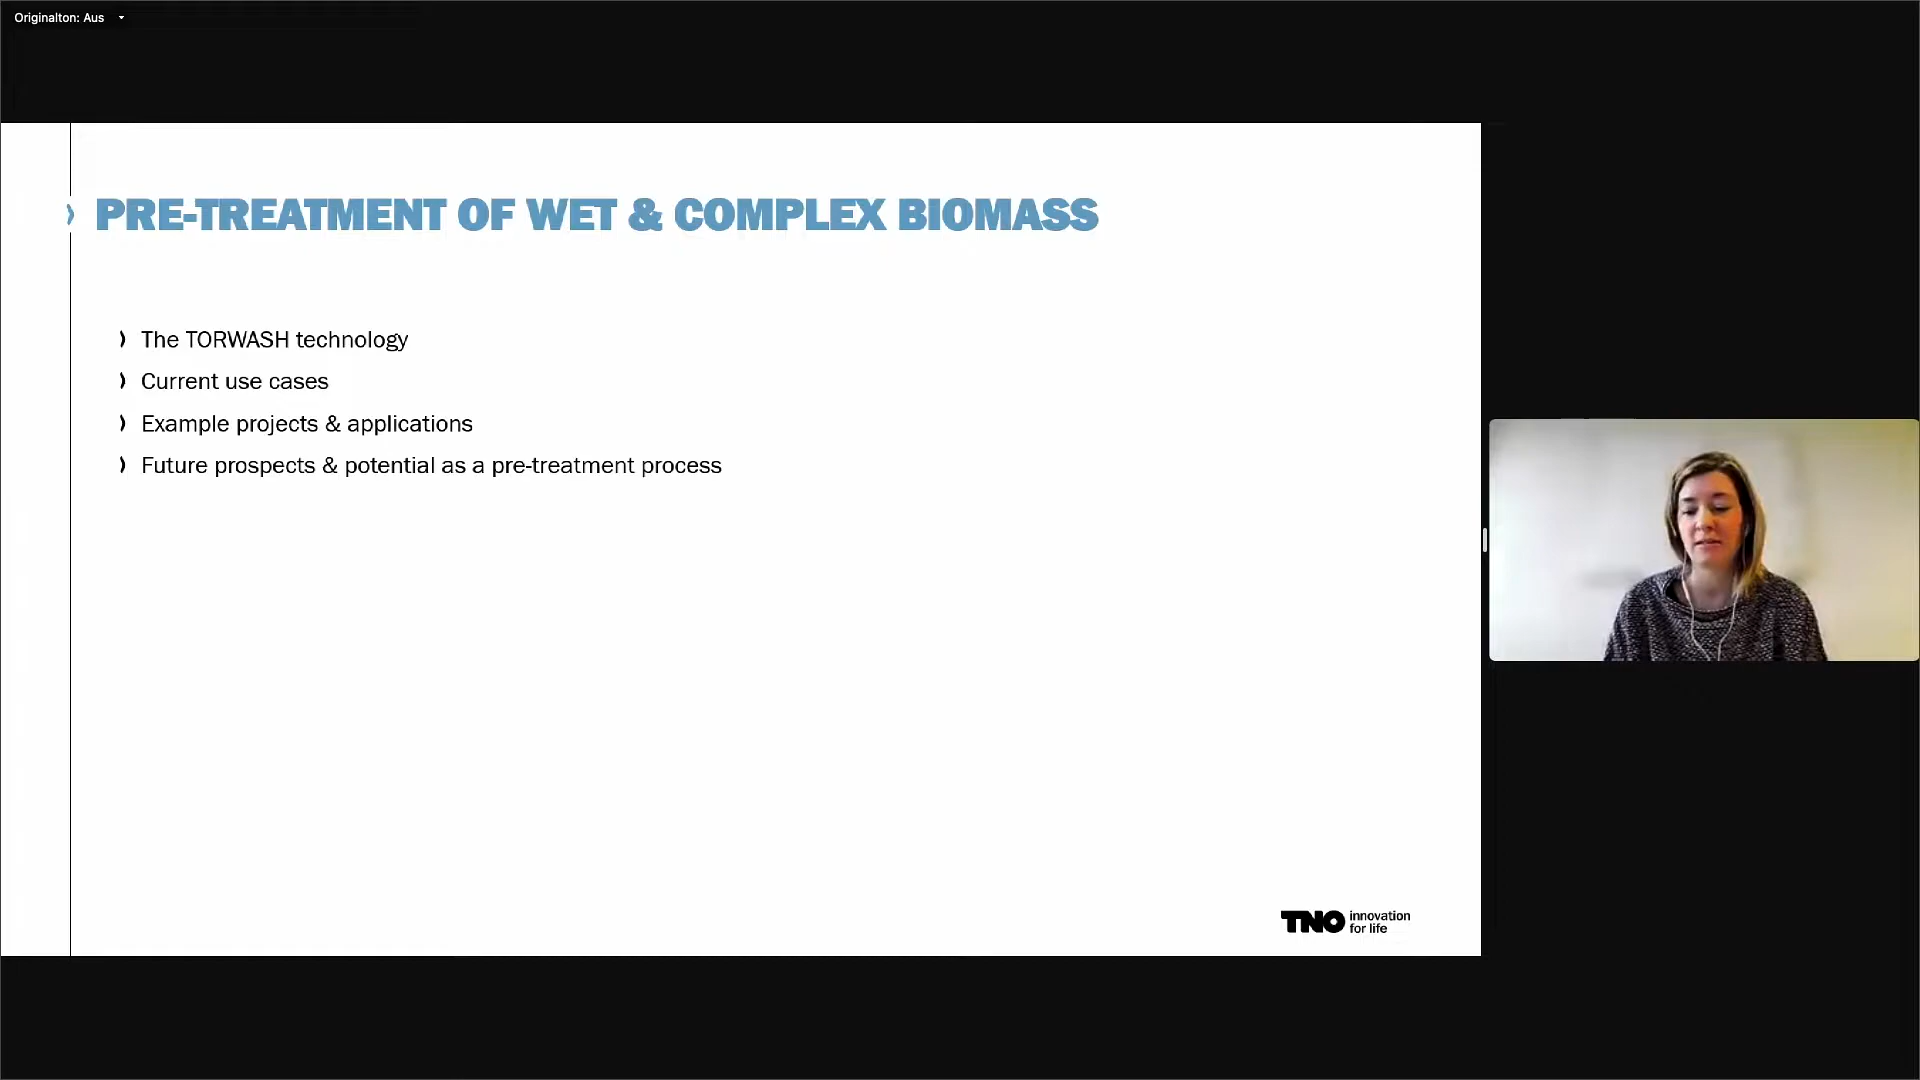 Originalton: Aus
PRE-TREATMENT OF WET & COMPLEX BIOMASS
The TORWASH technology
Current use cases
Example projects & applications
Future prospects & potential as a pre-treatment process
TNO innovation
for life